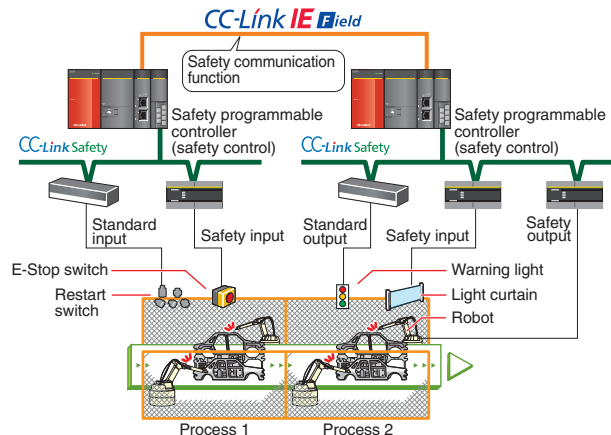 CC-Link IE Field
Safety communication
function
Safety programmable
controller
(safety control)
Safety programmable
controller
(safety control)
CC-Link Safety
CC-Link Safety
Standard
input
Safety input
Standard
output
Safety input
Safety
output
E-Stop switch
Restart
switch
Warning light
Light curtain
Robot
Process 1
Process 2